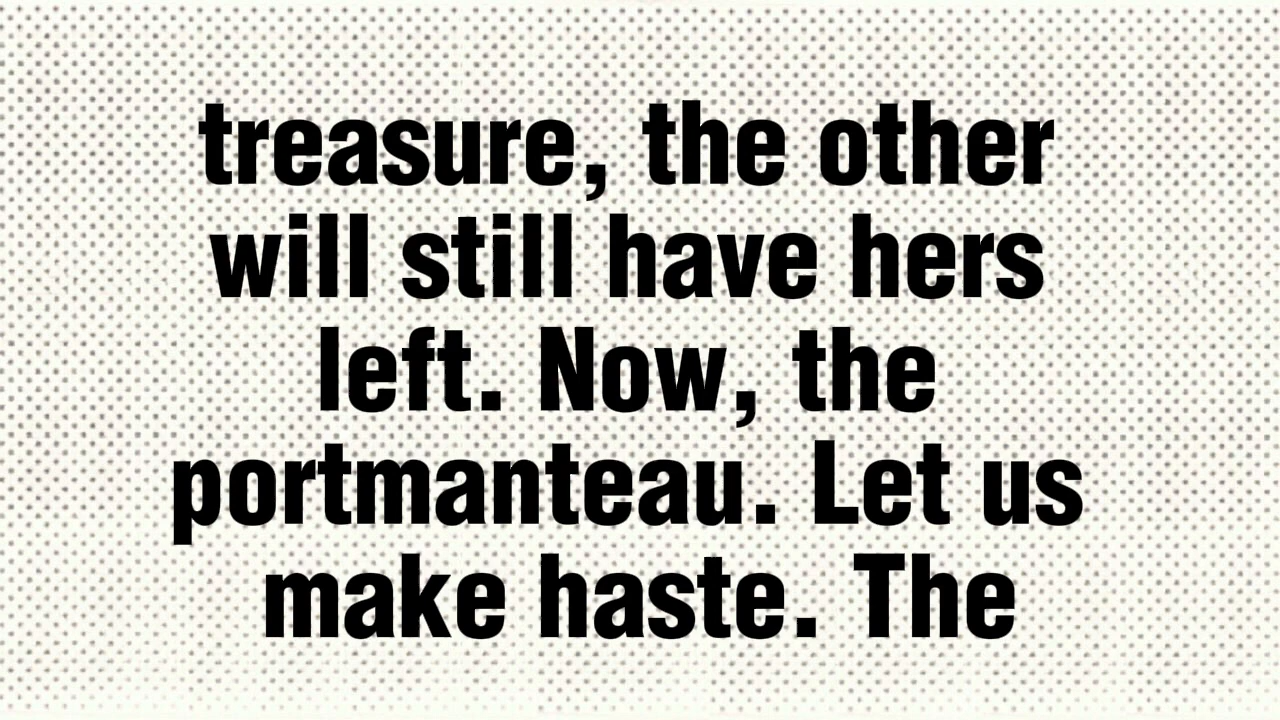 treasure, the other
will still have hers
left. Now, the
portmanteau. Let us
make haste. The